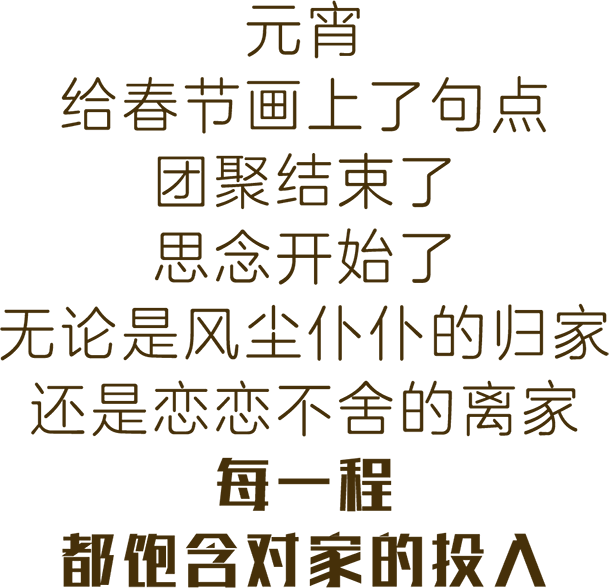 元宵
给春节画上了句点
团聚结束了
思念开始了
无论是风尘仆仆的归家
还是恋恋不舍的离家
每一程
都饱含对家的投入